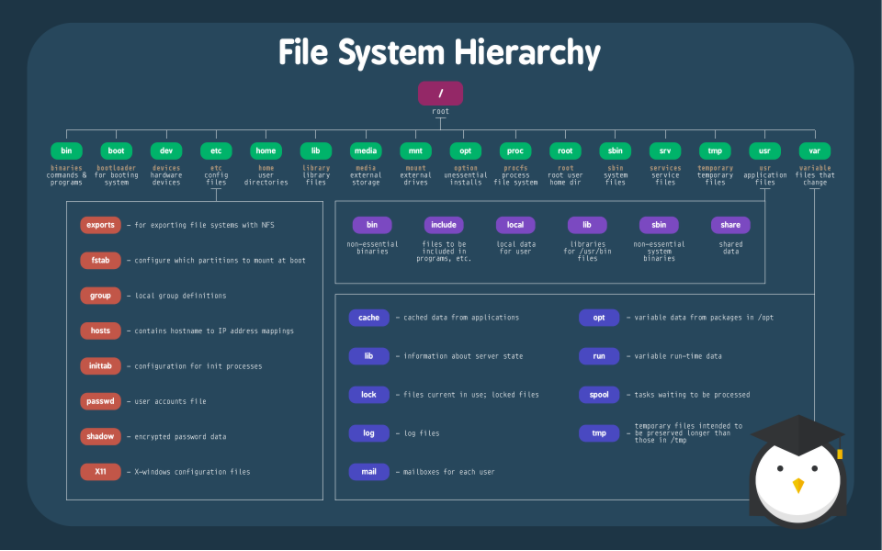 File System Hierarchy
/
root
bin boot dev etc home lib media mnt opt proc root sbin srv tmp usr var
binaries
commands &
programs
bootloader
for booting
system
devices
hardware
devices
etc
config
files
home
user
directories
library
library
files
media
external
storage
mount
external
drives
option
unessential
installs
procfs
process
file system
root
root user
home dir
sbin
system
files
services
service
files
temporary
temporary
files
usr
application
files
variable
files that
change
exports – for exporting file systems with NFS
fstab – configure which partitions to mount at boot
group – local group definitions
hosts – contains hostname to IP address mappings
inittab – configuration for init processes
passwd – user accounts file
shadow – encrypted password data
X11 – X-windows configuration files
bin
non-essential
binaries
include
files to be
included in
programs, etc.
local
local data
for user
lib
libraries
for /usr/bin
files
sbin
non-essential
system
binaries
share
shared
data
cache – cached data from applications
lib – information about server state
lock – files current in use; locked files
log – log files
mail – mailboxes for each user
opt – variable data from packages in /opt
run – variable run-time data
spool – tasks waiting to be processed
tmp – temporary files intended to
be preserved longer than
those in /tmp